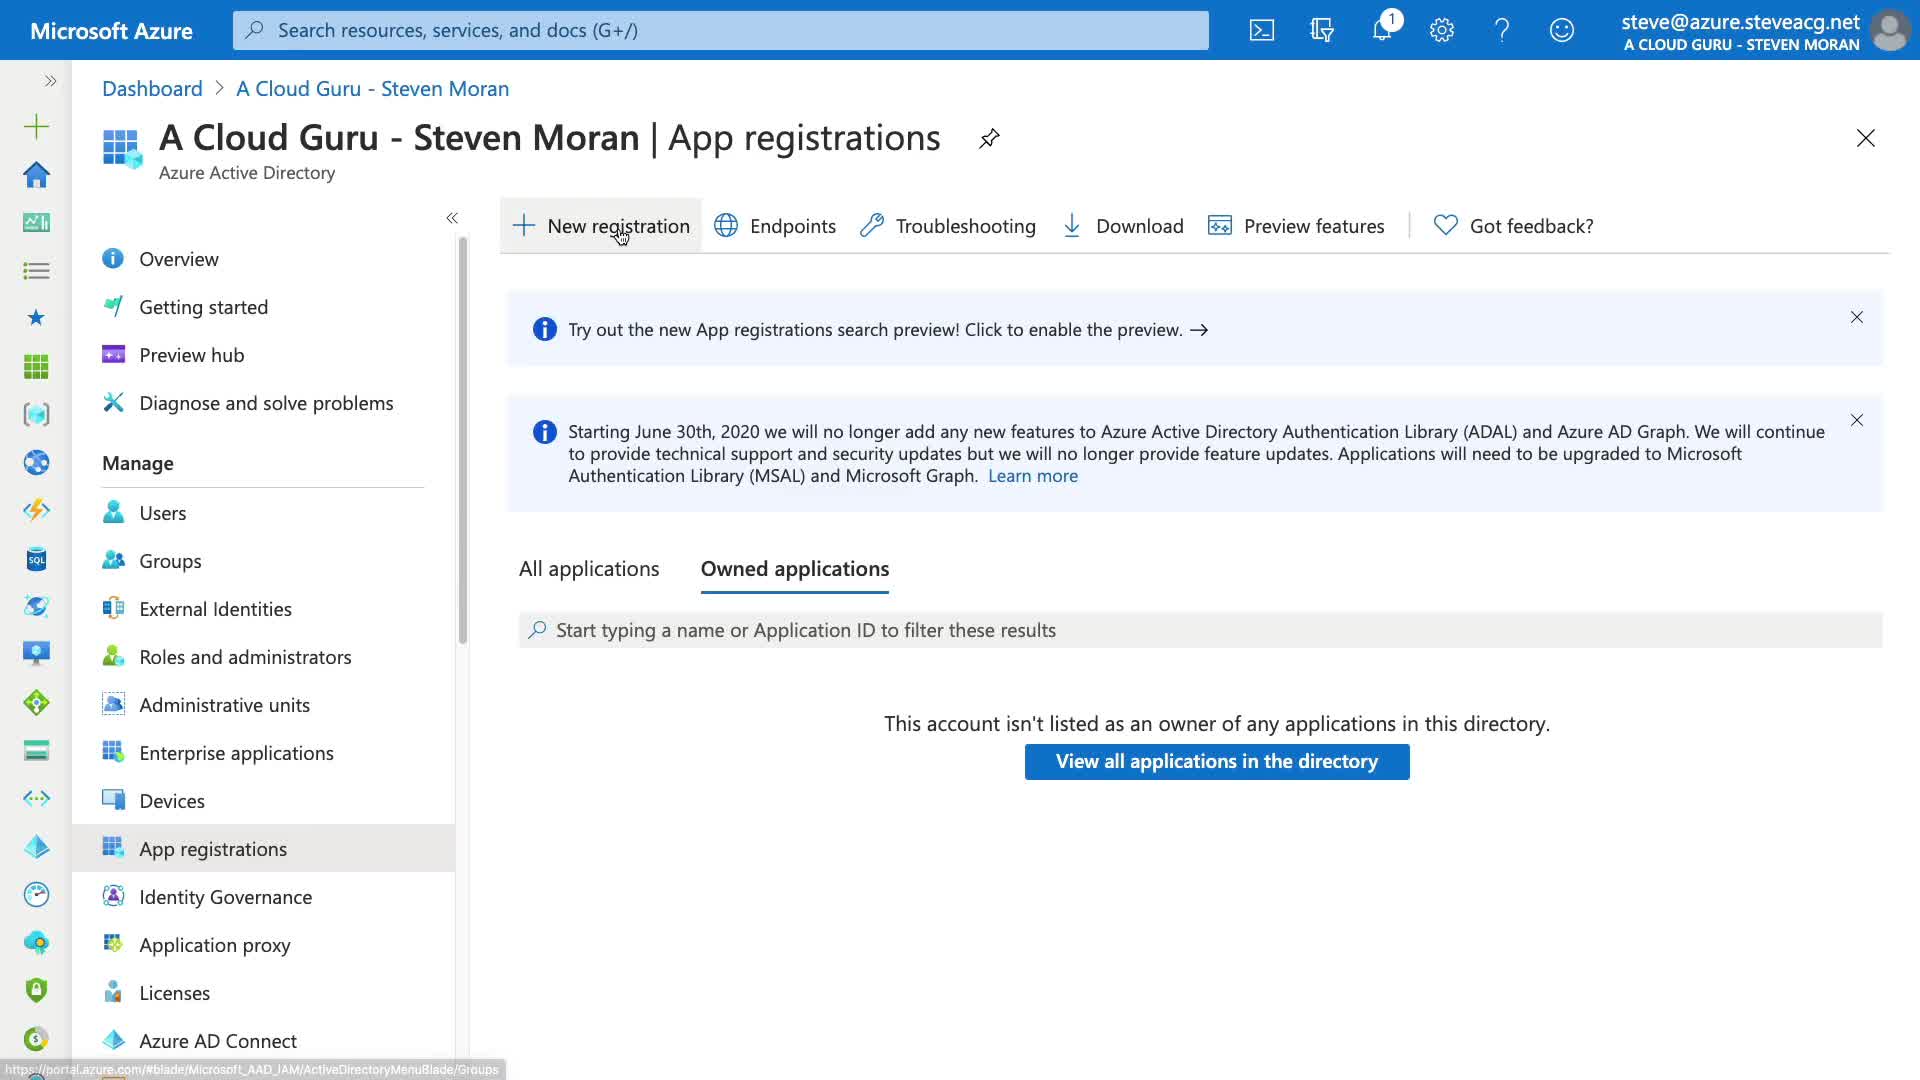 Microsoft Azure
Search resources, services, and docs (G+/)
1
steve@azure.steveacg.net
A CLOUD GURU - STEVEN MORAN
Dashboard > A Cloud Guru - Steven Moran
A Cloud Guru - Steven Moran | App registrations
Azure Active Directory
New registration
Endpoints
Troubleshooting
Download
Preview features
Got feedback?
Overview
Getting started
Preview hub
Diagnose and solve problems
Manage
Users
Groups
External Identities
Roles and administrators
Administrative units
Enterprise applications
Devices
App registrations
Identity Governance
Application proxy
Licenses
Azure AD Connect
Try out the new App registrations search preview! Click to enable the preview. →
Starting June 30th, 2020 we will no longer add any new features to Azure Active Directory Authentication Library (ADAL) and Azure AD Graph. We will continue
to provide technical support and security updates but we will no longer provide feature updates. Applications will need to be upgraded to Microsoft
Authentication Library (MSAL) and Microsoft Graph. Learn more
All applications
Owned applications
Start typing a name or Application ID to filter these results
This account isn't listed as an owner of any applications in this directory.
View all applications in the directory
SQL
https://portal.azure.com/#blade/Microsoft_AAD_IAM/ActiveDirectoryMenuBlade/Groups